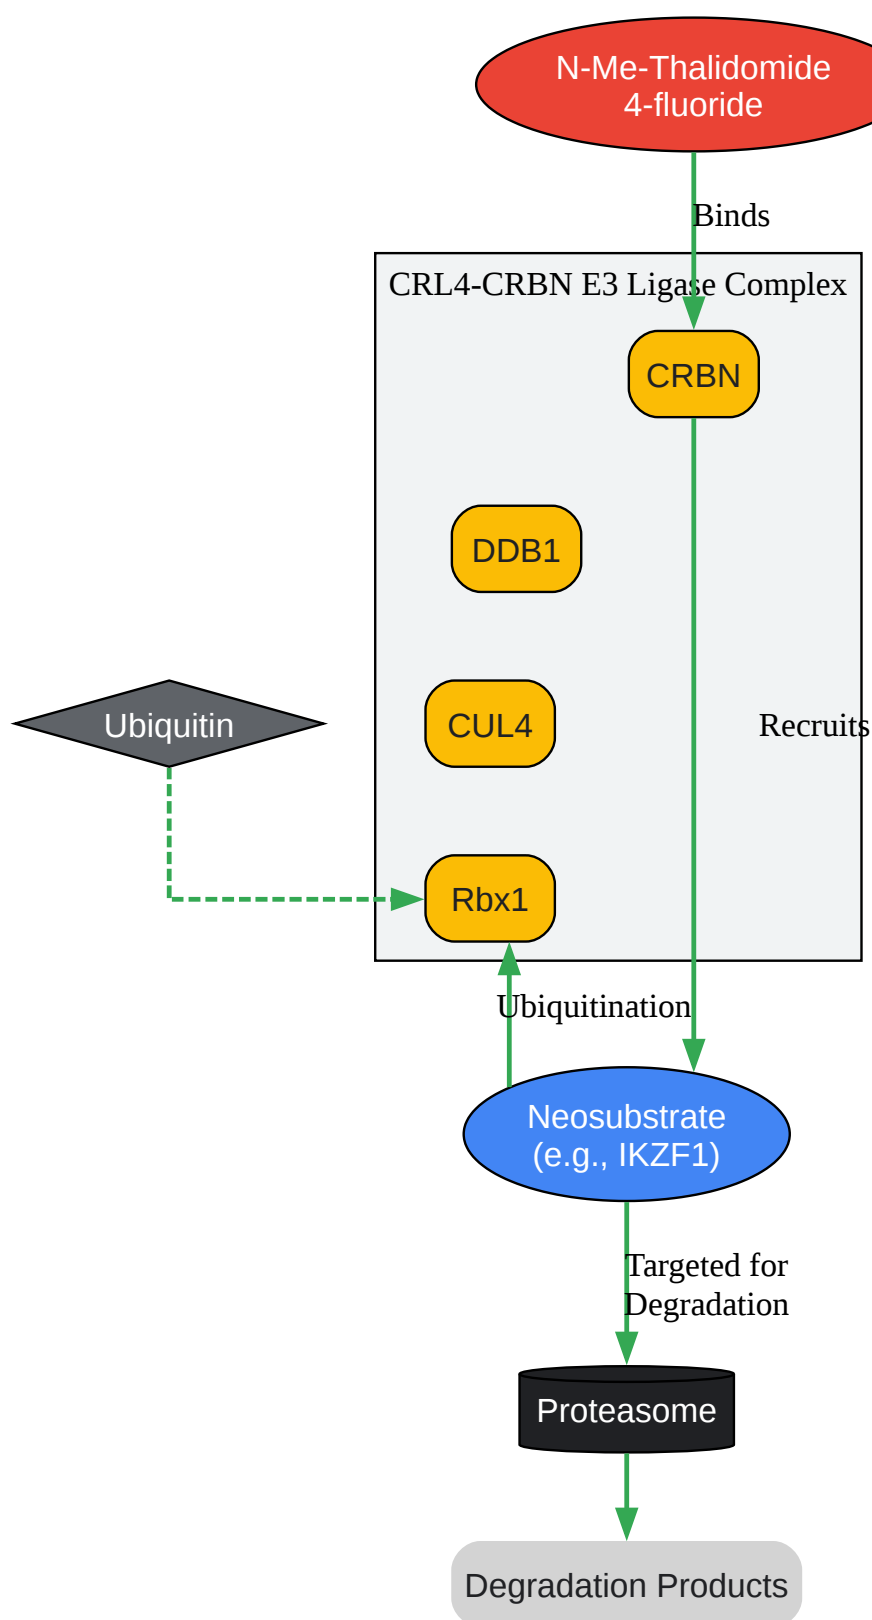 N-Me-Thalidomide
4-fluoride
Binds
CRL4-CRBN E3 Ligase Complex
CRBN
DDB1
Ubiquitin
CUL4
Recruits
Rbx1
Ubiquitination
Neosubstrate
(e.g., IKZF1)
Targeted for
Degradation
Proteasome
Degradation Products